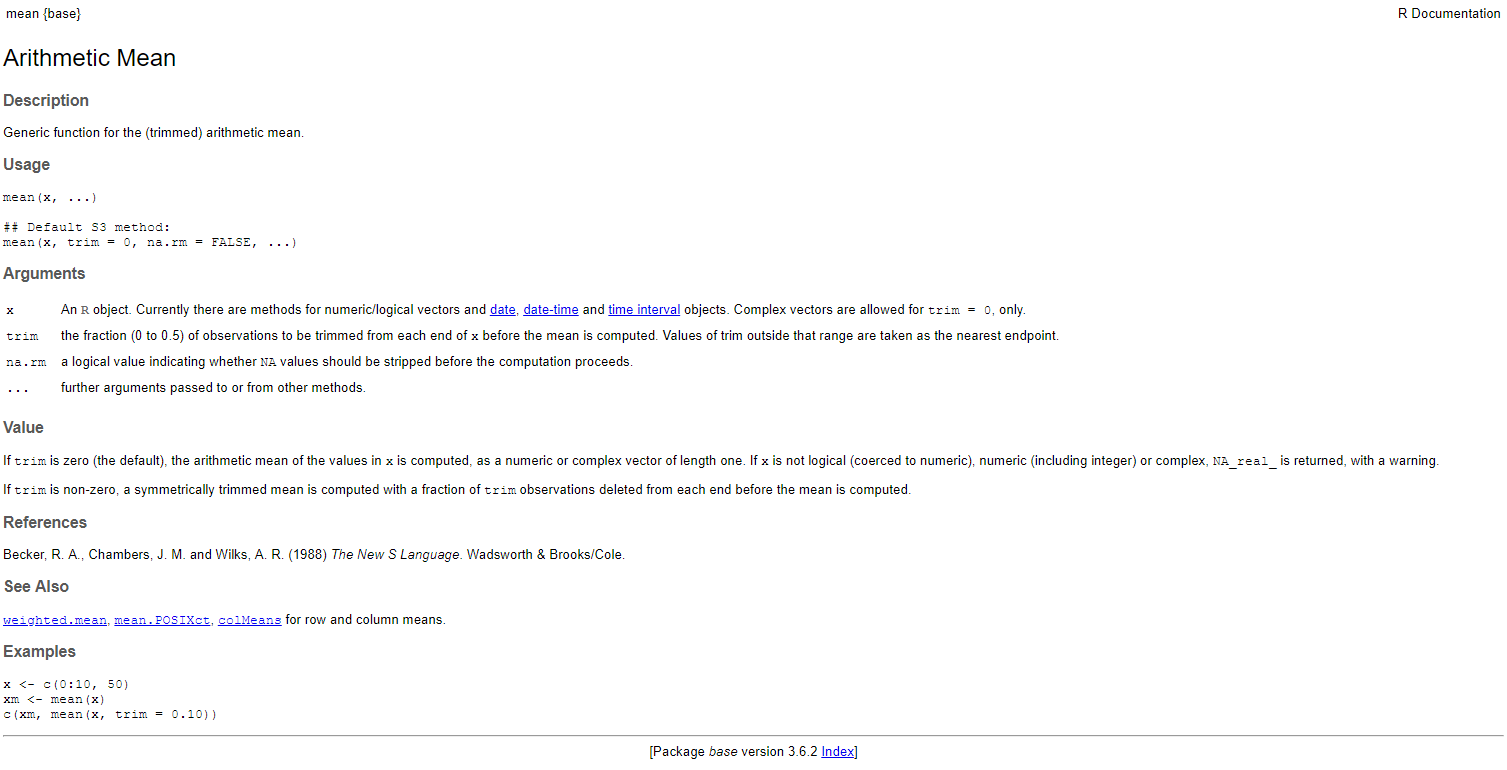 mean {base}
R Documentation
Arithmetic Mean
Description
Generic function for the (trimmed) arithmetic mean.
Usage
mean(x, ...)
## Default S3 method:
mean(x, trim = 0, na.rm = FALSE, ...)
Arguments
x An R object. Currently there are methods for numeric/logical vectors and date, date-time and time interval objects. Complex vectors are allowed for trim = 0, only.
trim the fraction (0 to 0.5) of observations to be trimmed from each end of x before the mean is computed. Values of trim outside that range are taken as the nearest endpoint.
na.rm a logical value indicating whether NA values should be stripped before the computation proceeds.
... further arguments passed to or from other methods.
Value
If trim is zero (the default), the arithmetic mean of the values in x is computed, as a numeric or complex vector of length one. If x is not logical (coerced to numeric), numeric (including integer) or complex, NA_real_ is returned, with a warning.
If trim is non-zero, a symmetrically trimmed mean is computed with a fraction of trim observations deleted from each end before the mean is computed.
References
Becker, R. A., Chambers, J. M. and Wilks, A. R. (1988) The New S Language. Wadsworth & Brooks/Cole.
See Also
weighted.mean, mean.POSIXct, colMeans for row and column means.
Examples
x <- c(0:10, 50)
xm <- mean(x)
c(xm, mean(x, trim = 0.10))
[Package base version 3.6.2 Index]